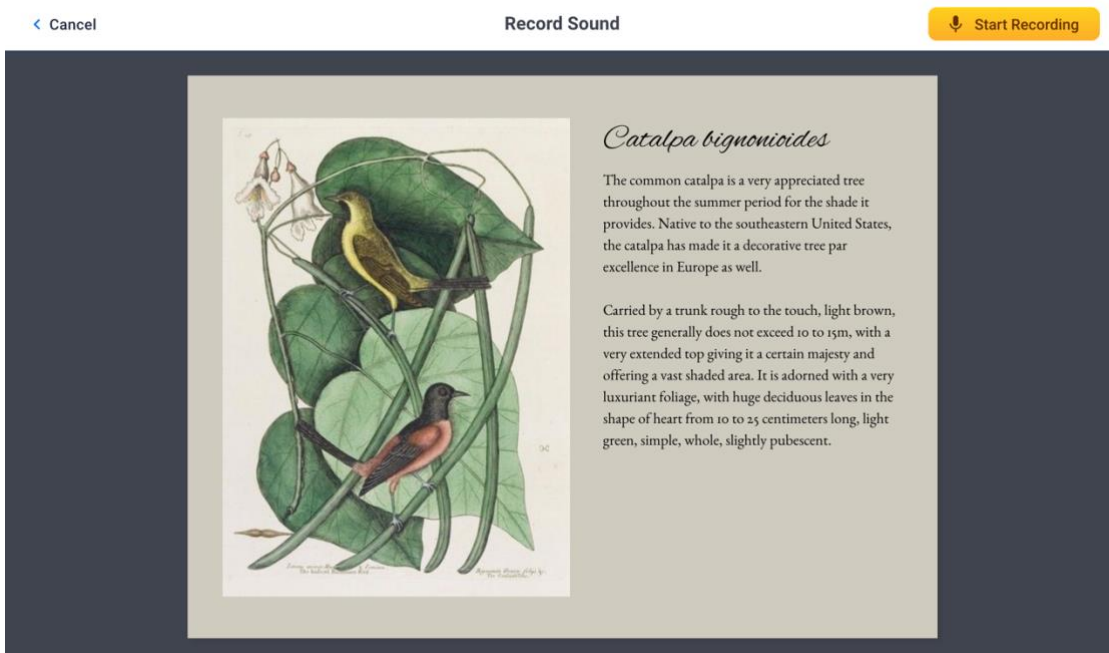 Cancel
Record Sound
Start Recording
Catalpa bignonioides
The common catalpa is a very appreciated tree
throughout the summer period for the shade it
provides. Native to the southeastern United States,
the catalpa has made it a decorative tree par
excellence in Europe as well.
Carried by a trunk rough to the touch, light brown,
this tree generally does not exceed 10 to 15m, with a
very extended top giving it a certain majesty and
offering a vast shaded area. It is adorned with a very
luxuriant foliage, with huge deciduous leaves in the
shape of heart from 10 to 25 centimeters long, light
green, simple, whole, slightly pubescent.